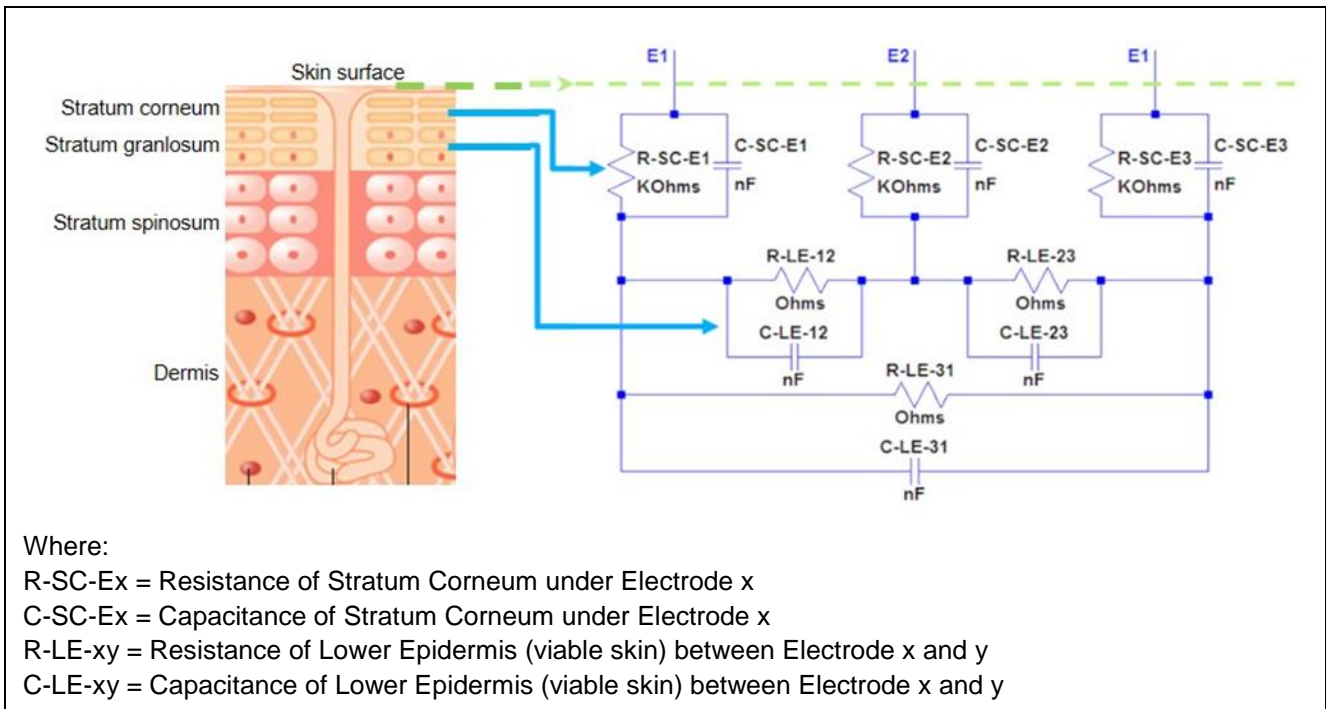 Skin surface
Stratum corneum
Stratum granlosum
Stratum spinosum
Dermis
E1
E2
E1
R-SC-E1
KOhms
C-SC-E1
nF
R-SC-E2
KOhms
C-SC-E2
nF
R-SC-E3
KOhms
C-SC-E3
nF
R-LE-12
Ohms
C-LE-12
nF
R-LE-23
Ohms
C-LE-23
nF
R-LE-31
Ohms
C-LE-31
nF
Where:
R-SC-Ex = Resistance of Stratum Corneum under Electrode x
C-SC-Ex = Capacitance of Stratum Corneum under Electrode x
R-LE-xy = Resistance of Lower Epidermis (viable skin) between Electrode x and y
C-LE-xy = Capacitance of Lower Epidermis (viable skin) between Electrode x and y